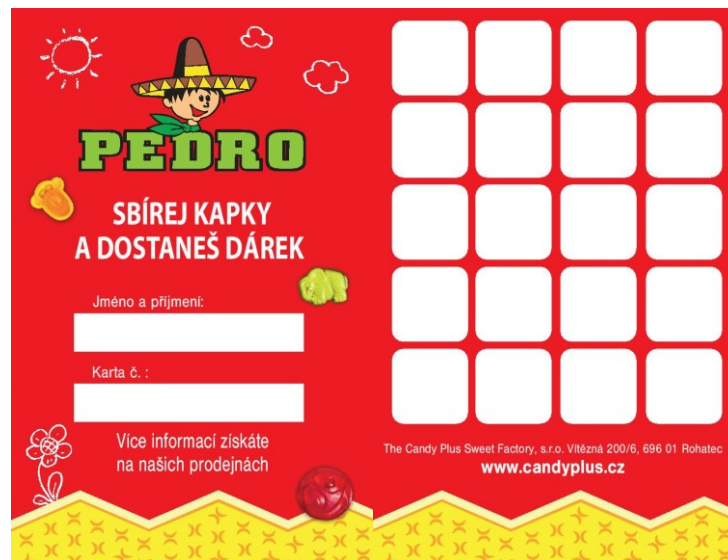 PEDRO
SBÍREJ KAPKY
A DOSTANEŠ DÁREK
Jméno a příjmení:
Karta č. :
Více informací získáte
na našich prodejnách
The Candy Plus Sweet Factory, s.r.o. Vítězná 200/6, 696 01 Rohatec
www.candyplus.cz